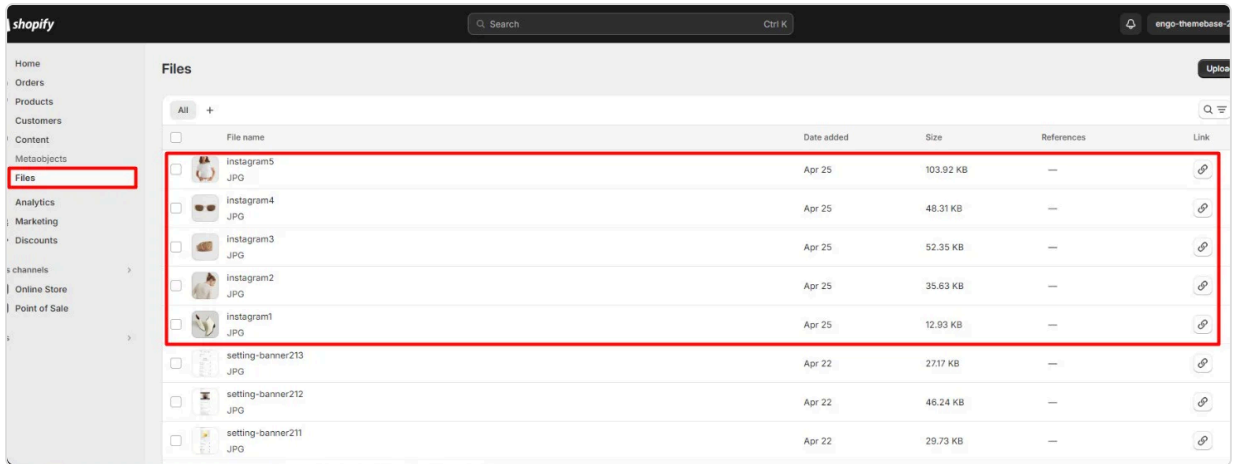 shopify
Search
Ctrl K
engo-themebase-2
Home
Orders
Products
Customers
Content
Metaobjects
Files
Analytics
Marketing
Discounts
s channels
Online Store
Point of Sale
Files
Uploa
All +
File name Date added Size References Link
instagram5
JPG
Apr 25 103.92 KB —
instagram4
JPG
Apr 25 48.31 KB —
instagram3
JPG
Apr 25 52.35 KB —
instagram2
JPG
Apr 25 35.63 KB —
instagram1
JPG
Apr 25 12.93 KB —
setting-banner213
JPG
Apr 22 27.17 KB —
setting-banner212
JPG
Apr 22 46.24 KB —
setting-banner211
JPG
Apr 22 29.73 KB —